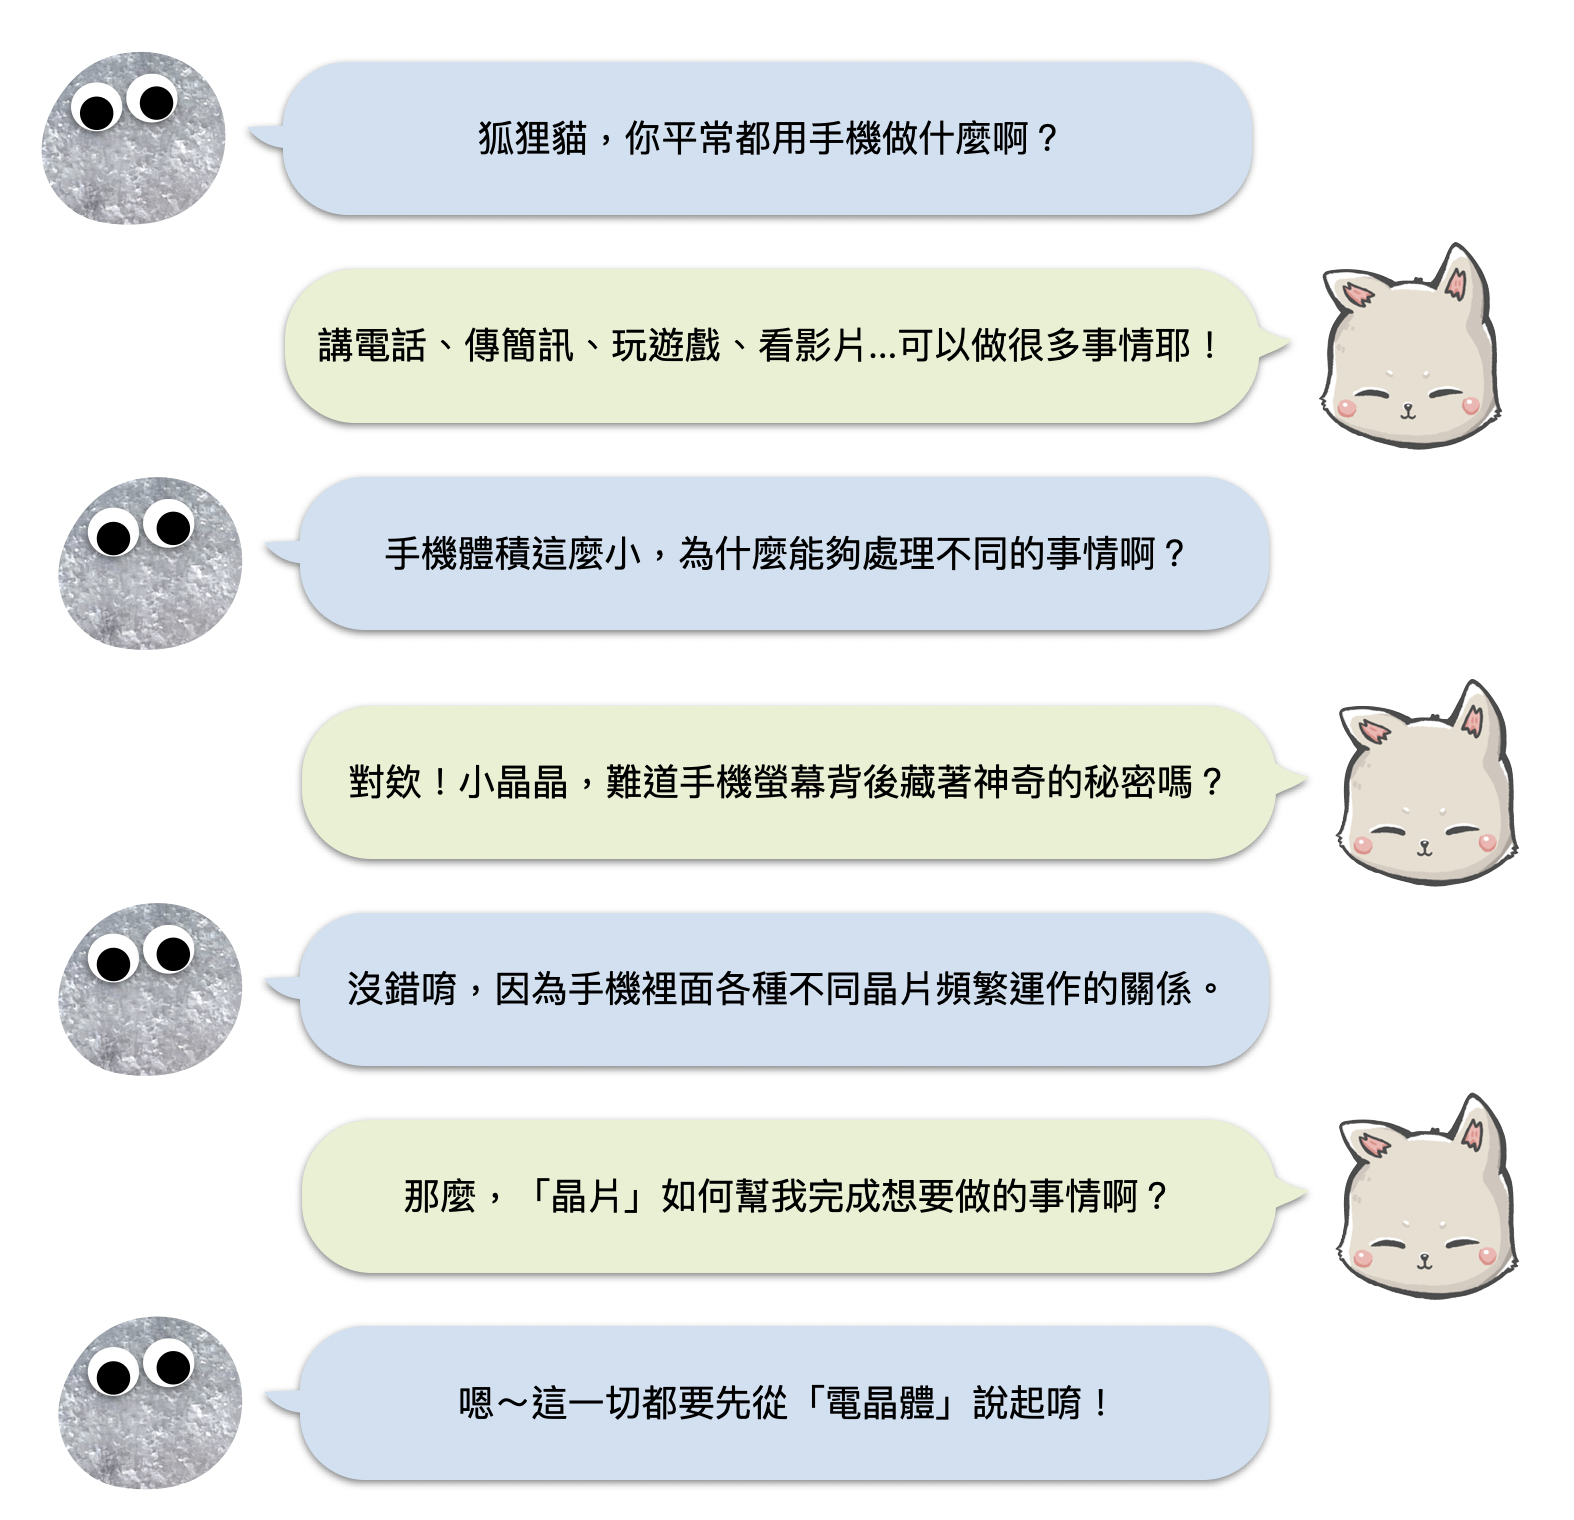 狐狸貓，你平常都用手機做什麼啊？
講電話、傳簡訊、玩遊戲、看影片...可以做很多事情耶！
手機體積這麼小，為什麼能夠處理不同的事情啊？
對欸！小晶晶，難道手機螢幕背後藏著神奇的秘密嗎？
沒錯唷，因為手機裡面各種不同晶片頻繁運作的關係。
那麼，「晶片」如何幫我完成想要做的事情啊？
嗯～這一切都要先從「電晶體」說起唷！